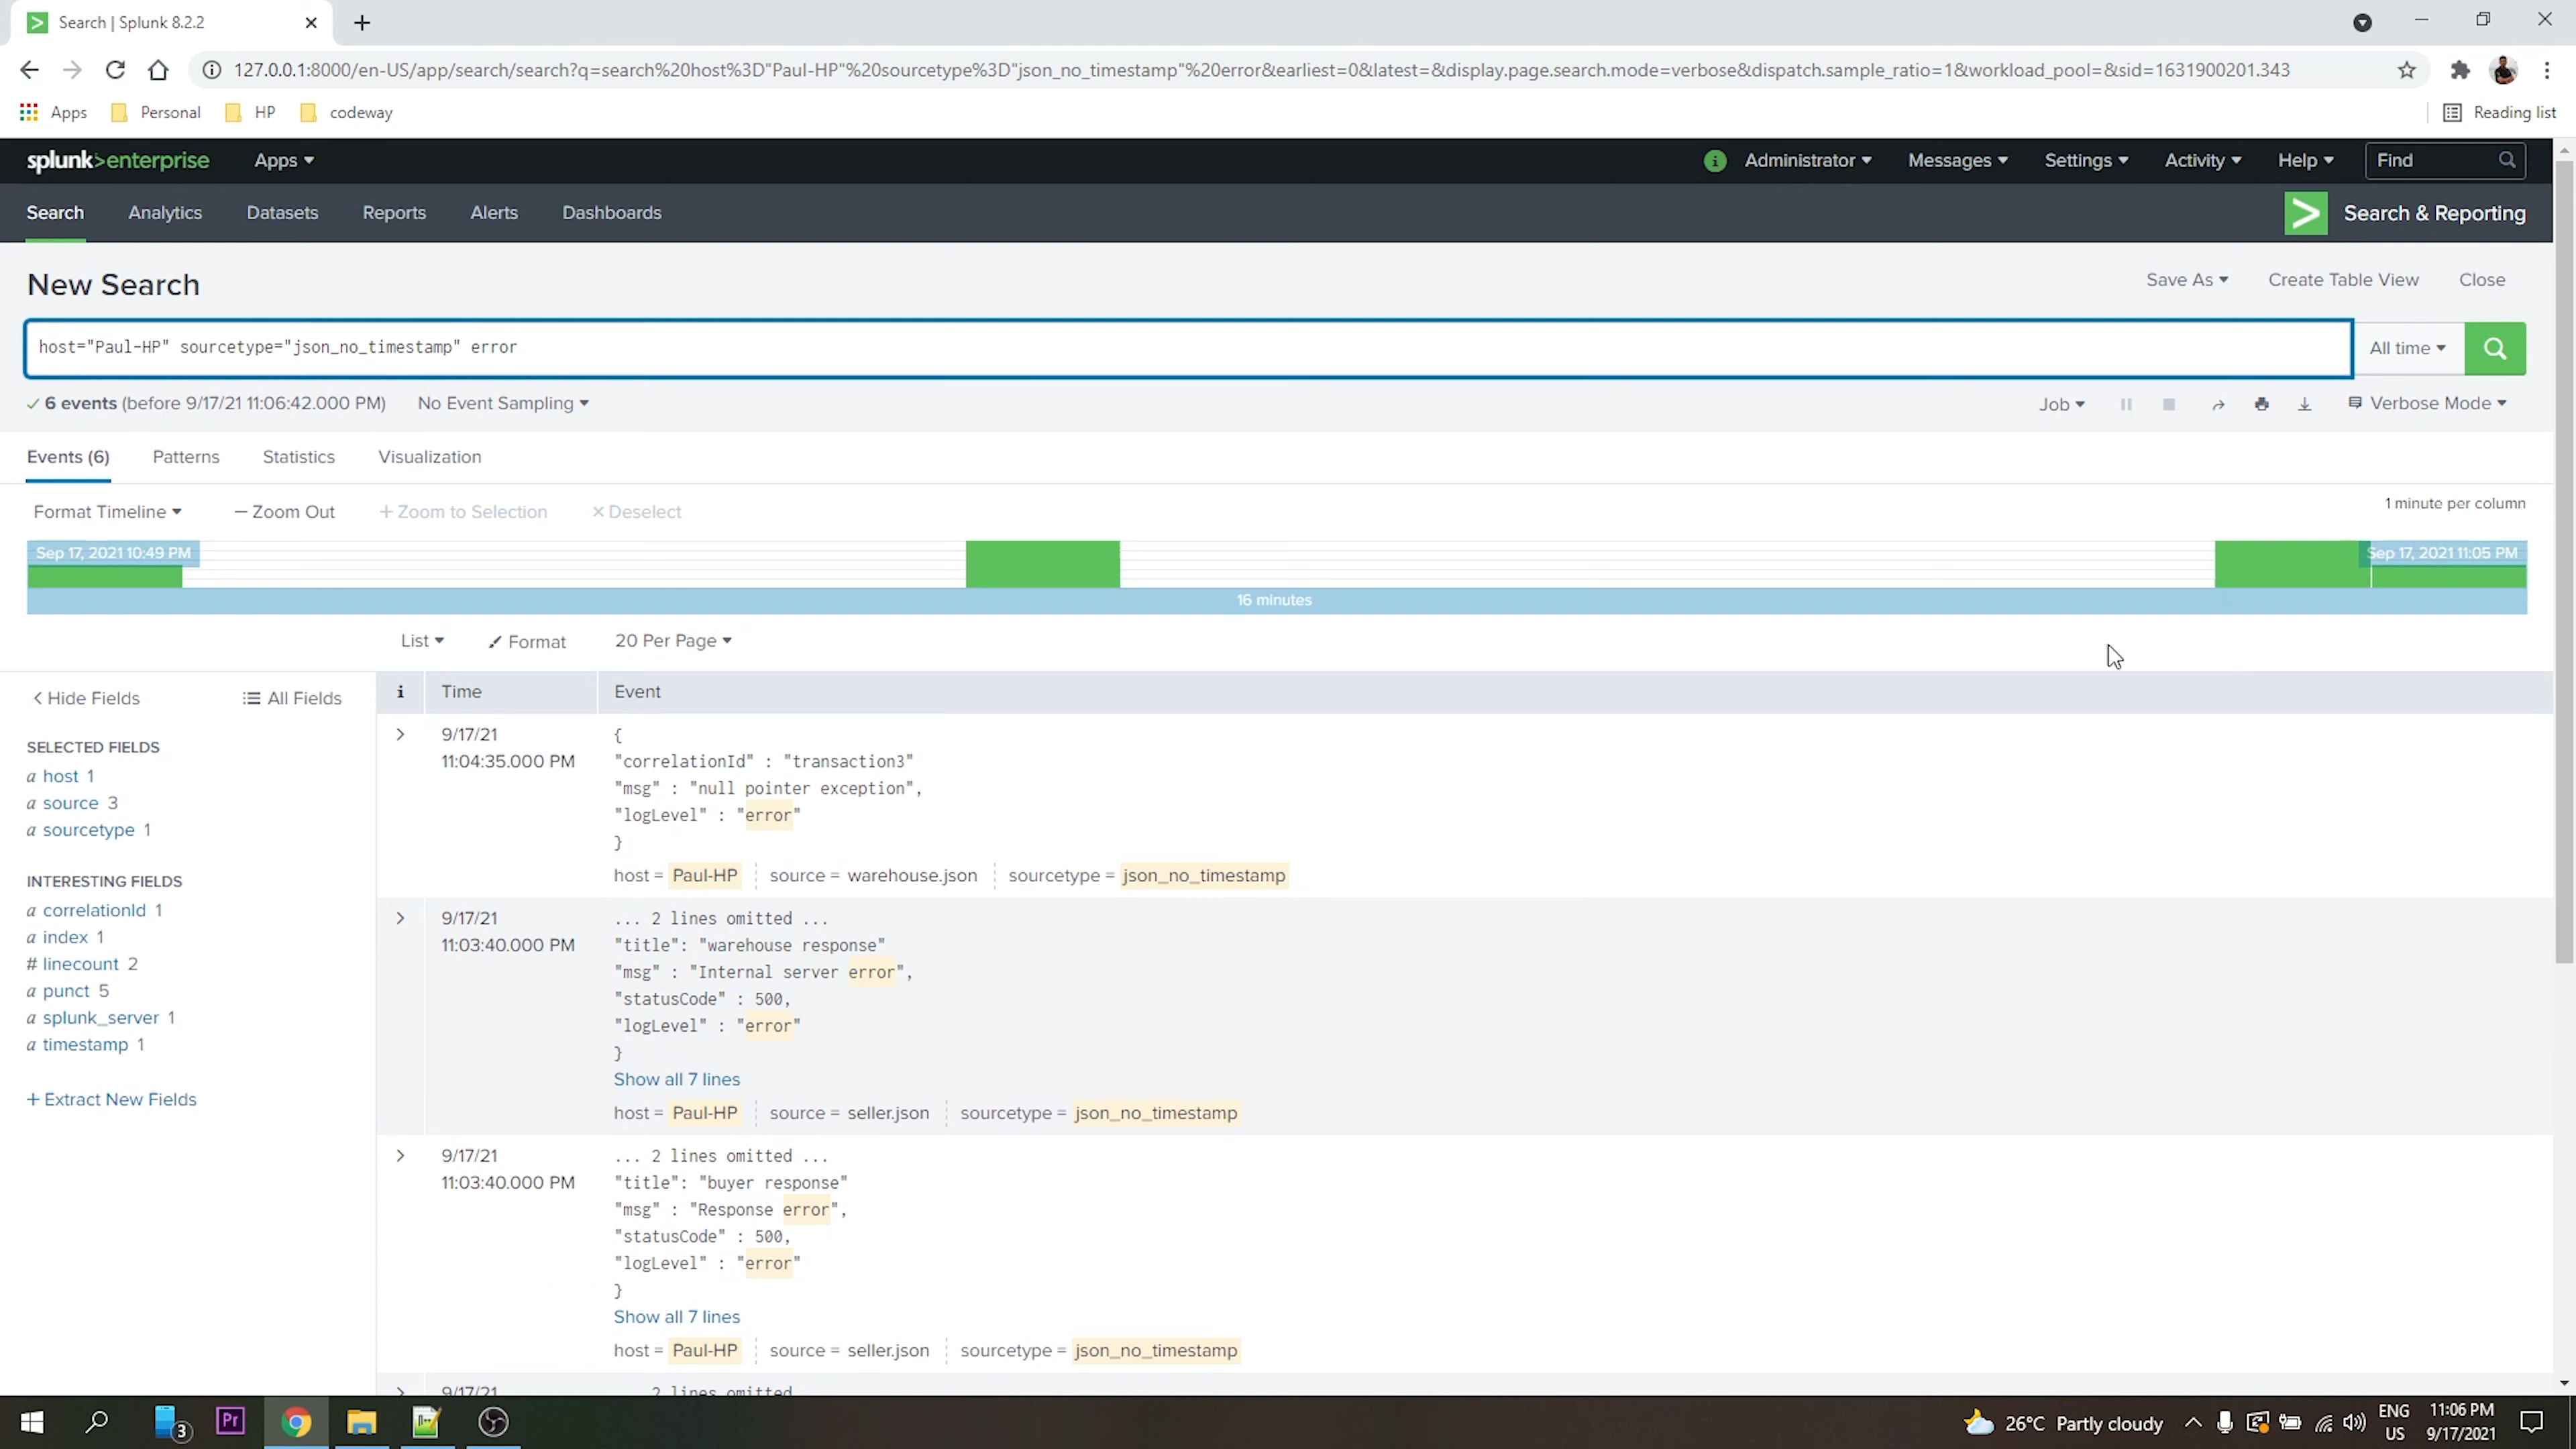 Search | Splunk 8.2.2
127.0.0.1:8000/en-US/app/search/search?q=search%20host%3D"Paul-HP"%20sourcetype%3D"json_no_timestamp"%20error&earliest=0&latest=&display.page.search.mode=verbose&dispatch.sample_ratio=1&workload_pool=&sid=1631900201.343
Apps Personal HP codeway Reading list
splunk>enterprise Apps Administrator Messages Settings Activity Help Find
Search Analytics Datasets Reports Alerts Dashboards Search & Reporting
New Search Save As Create Table View Close
host="Paul-HP" sourcetype="json_no_timestamp" error All time
6 events (before 9/17/21 11:06:42.000 PM) No Event Sampling Job Verbose Mode
Events (6) Patterns Statistics Visualization
Format Timeline — Zoom Out + Zoom to Selection × Deselect 1 minute per column
Sep 17, 2021 10:49 PM Sep 17, 2021 11:05 PM
16 minutes
List Format 20 Per Page
< Hide Fields All Fields
SELECTED FIELDS
a host 1
a source 3
a sourcetype 1
INTERESTING FIELDS
a correlationId 1
a index 1
# linecount 2
a punct 5
a splunk_server 1
a timestamp 1
+ Extract New Fields
i Time Event
> 9/17/21 {
11:04:35.000 PM "correlationId" : "transaction3"
"msg" : "null pointer exception",
"logLevel" : "error"
}
host = Paul-HP source = warehouse.json sourcetype = json_no_timestamp
> 9/17/21 ... 2 lines omitted ...
11:03:40.000 PM "title": "warehouse response"
"msg" : "Internal server error",
"statusCode" : 500,
"logLevel" : "error"
}
Show all 7 lines
host = Paul-HP source = seller.json sourcetype = json_no_timestamp
> 9/17/21 ... 2 lines omitted ...
11:03:40.000 PM "title": "buyer response"
"msg" : "Response error",
"statusCode" : 500,
"logLevel" : "error"
}
Show all 7 lines
host = Paul-HP source = seller.json sourcetype = json_no_timestamp
> 9/17/21 2 lines omitted
3 Pr 26°C Partly cloudy ENG 11:06 PM
US 9/17/2021